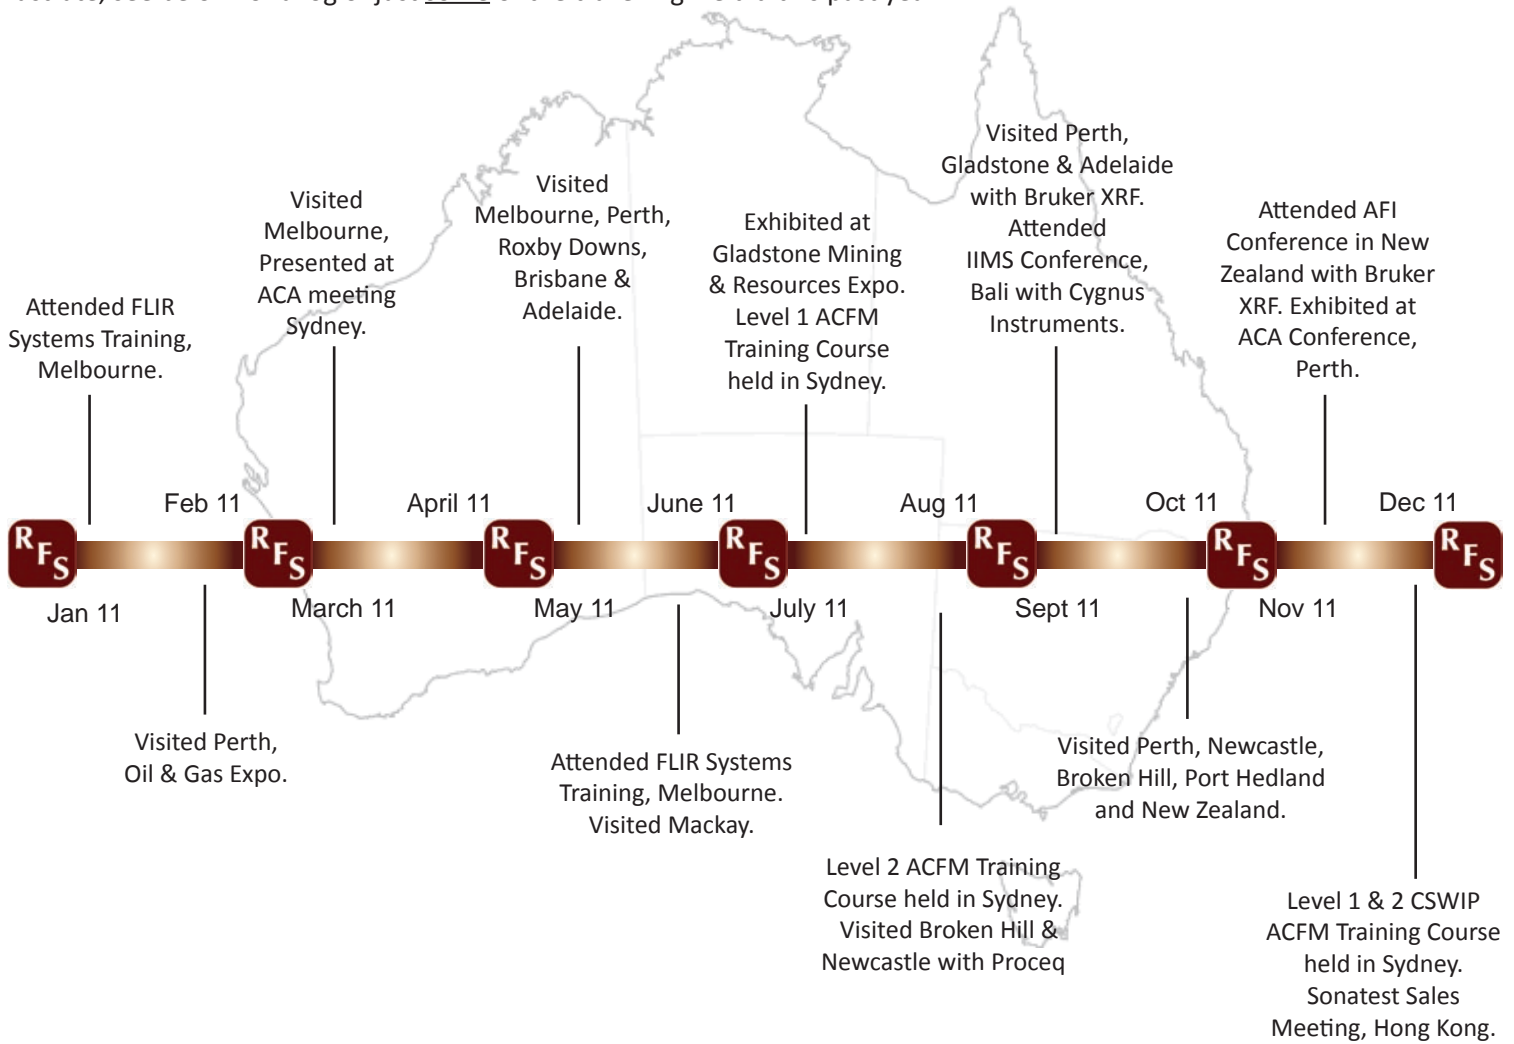 Attended FLIR
Systems Training,
Melbourne.
Visited
Melbourne,
Presented at
ACA meeting
Sydney.
Visited
Melbourne, Perth,
Roxby Downs,
Brisbane &
Adelaide.
Exhibited at
Gladstone Mining
& Resources Expo.
Level 1 ACFM
Training Course
held in Sydney.
Visited Perth,
Gladstone & Adelaide
with Bruker XRF.
Attended
IIMS Conference,
Bali with Cygnus
Instruments.
Attended AFI
Conference in New
Zealand with Bruker
XRF. Exhibited at
ACA Conference,
Perth.
Feb 11
April 11
June 11
Aug 11
Oct 11
Dec 11
RFS
RFS
RFS
RFS
RFS
RFS
RFS
Jan 11
March 11
May 11
July 11
Sept 11
Nov 11
Visited Perth,
Oil & Gas Expo.
Attended FLIR Systems
Training, Melbourne.
Visited Mackay.
Level 2 ACFM Training
Course held in Sydney.
Visited Broken Hill &
Newcastle with Proceq
Visited Perth, Newcastle,
Broken Hill, Port Hedland
and New Zealand.
Level 1 & 2 CSWIP
ACFM Training Course
held in Sydney.
Sonatest Sales
Meeting, Hong Kong.